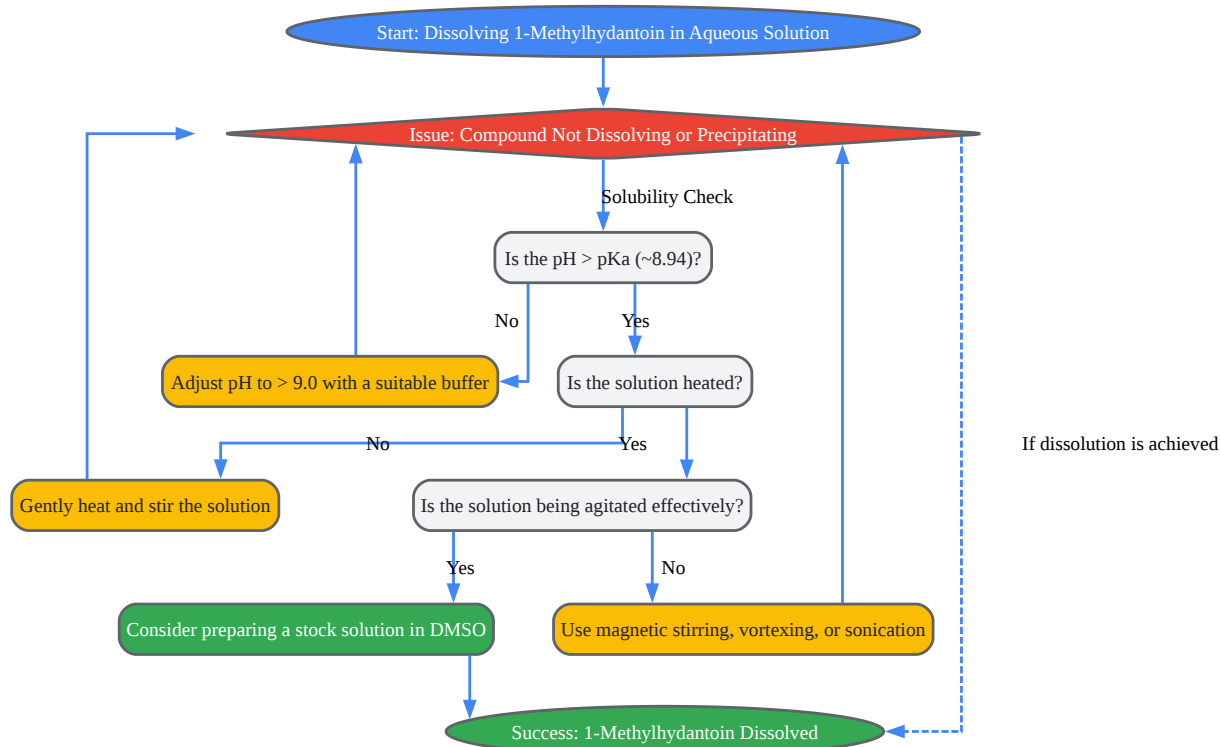 Start: Dissolving 1-Methylhydantoin in Aqueous Solution
Issue: Compound Not Dissolving or Precipitating
Solubility Check
Is the pH > pKa (~8.94)?
No
Yes
Adjust pH to > 9.0 with a suitable buffer
Is the solution heated?
No
Yes
If dissolution is achieved
Gently heat and stir the solution
Is the solution being agitated effectively?
Yes
No
Consider preparing a stock solution in DMSO
Use magnetic stirring, vortexing, or sonication
Success: 1-Methylhydantoin Dissolved